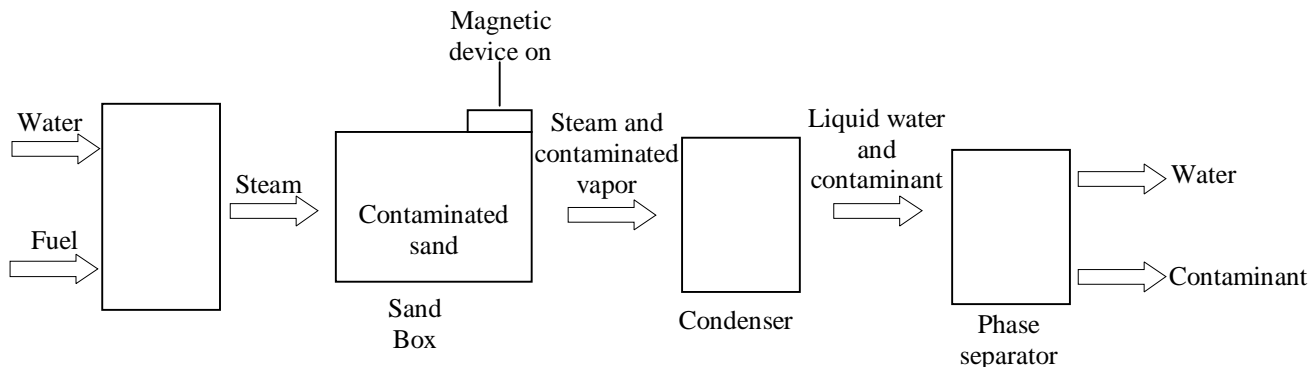 Magnetic
device on
Water
Fuel
Steam
Contaminated
sand
Sand
Box
Steam and
contaminated
vapor
Condenser
Liquid water
and
contaminant
Phase
separator
Water
Contaminant